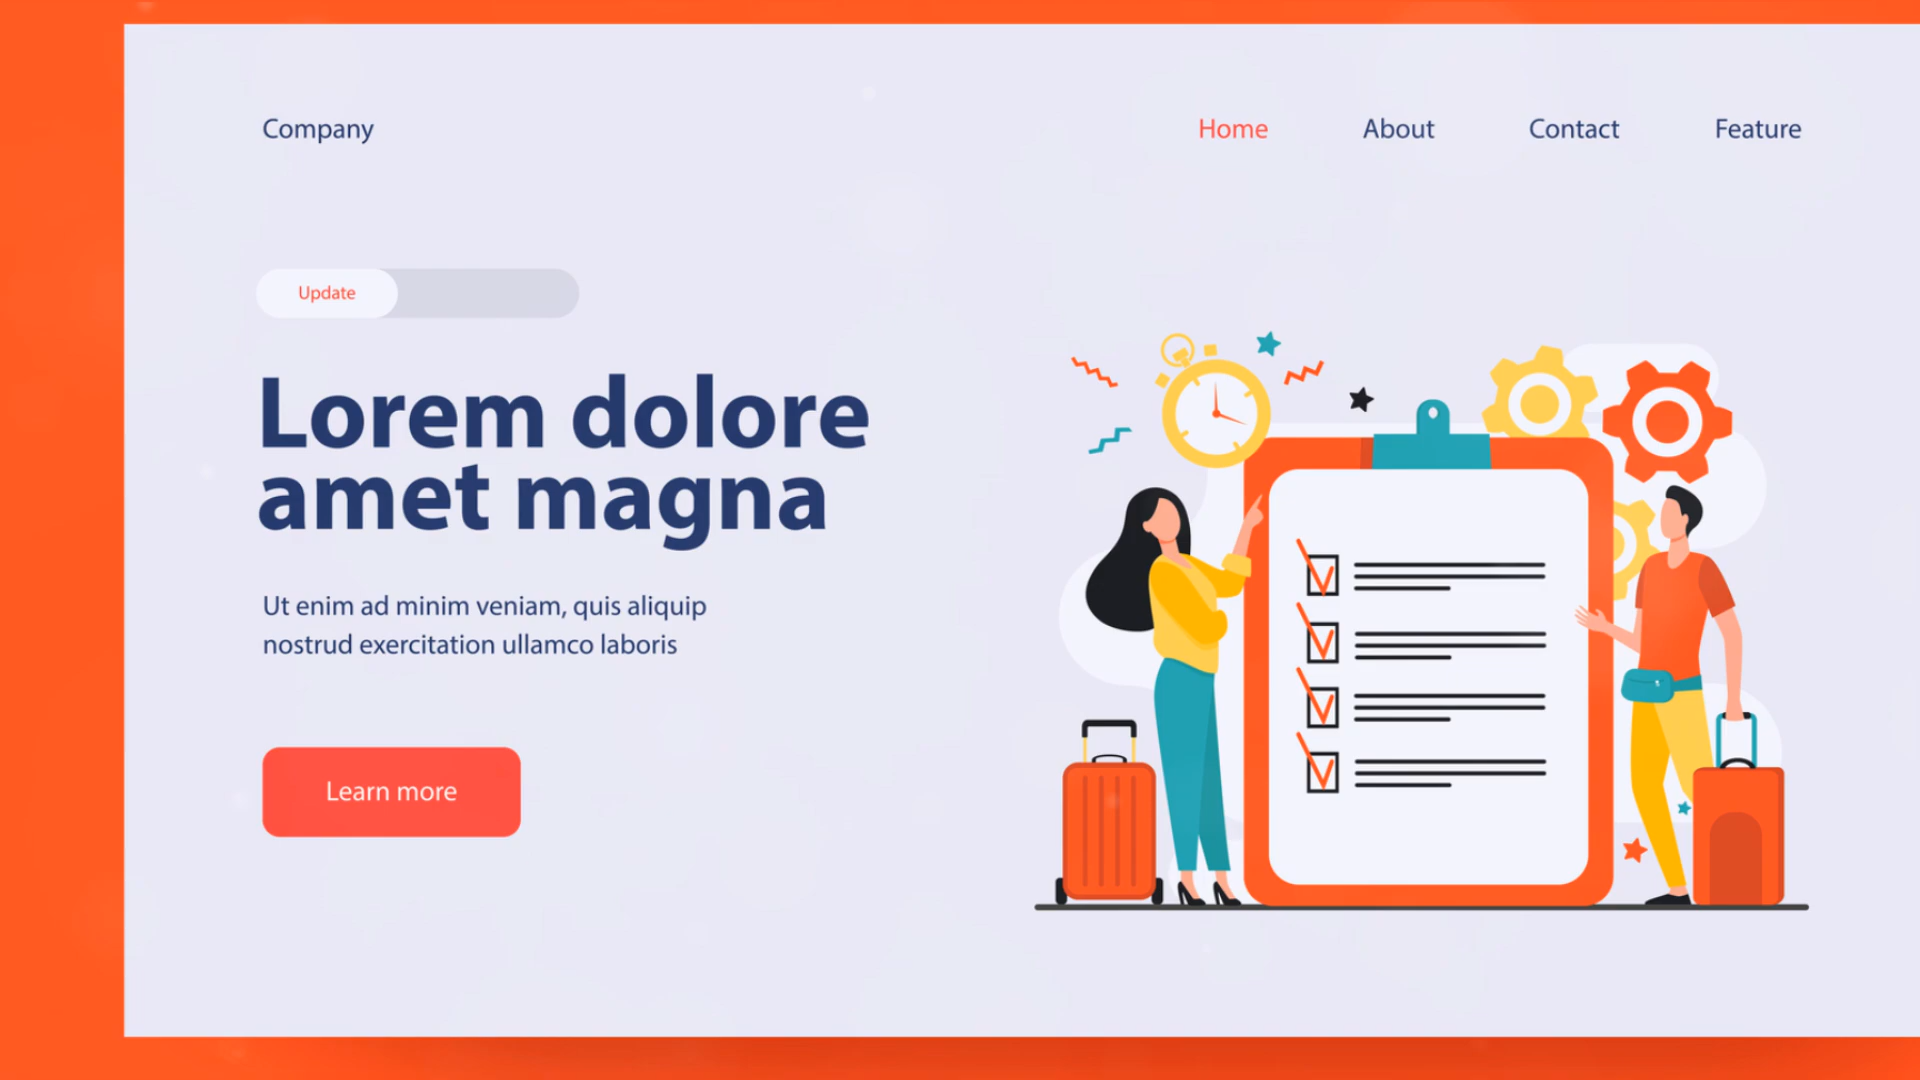 Company
Home
About
Contact
Feature
Update
Lorem dolore
amet magna
Ut enim ad minim veniam, quis aliquip
nostrud exercitation ullamco laboris
Learn more